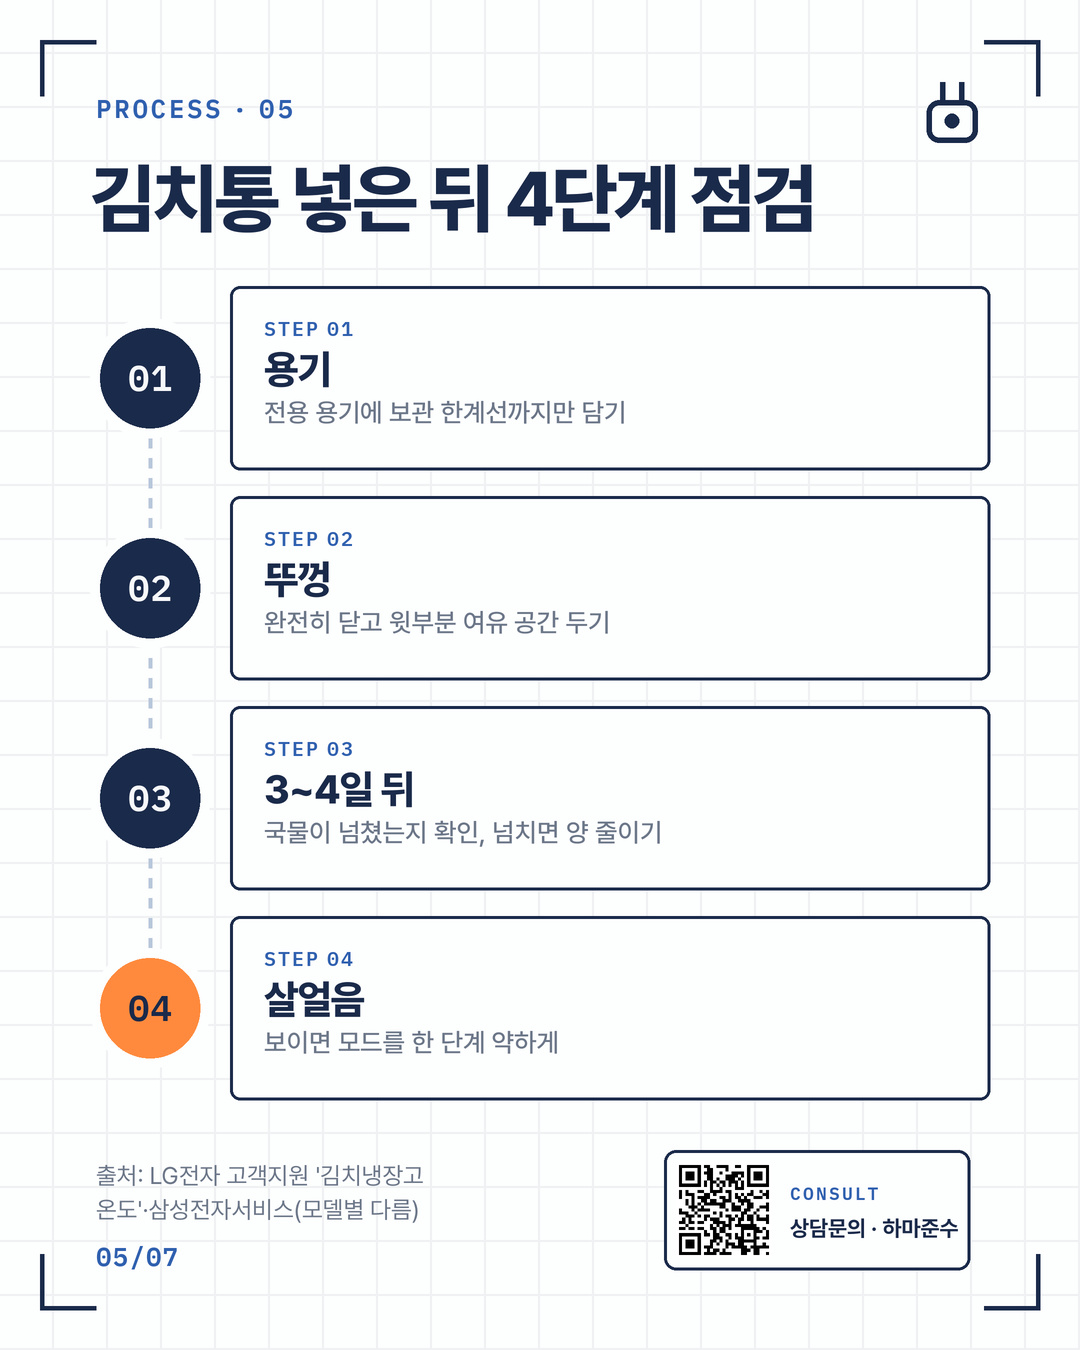 PROCESS · 05
김치통 넣은 뒤 4단계 점검
01
STEP 01
용기
전용 용기에 보관 한계선까지만 담기
02
STEP 02
뚜껑
완전히 닫고 윗부분 여유 공간 두기
03
STEP 03
3~4일 뒤
국물이 넘쳤는지 확인, 넘치면 양 줄이기
04
STEP 04
살얼음
보이면 모드를 한 단계 약하게
출처: LG전자 고객지원 '김치냉장고
온도'·삼성전자서비스(모델별 다름)
05/07
CONSULT
상담문의 · 하마준수